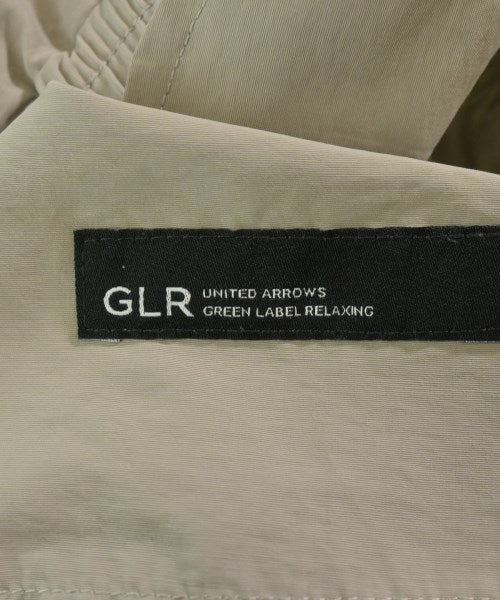 GLR
UNITED ARROWS
GREEN LABEL RELAXING